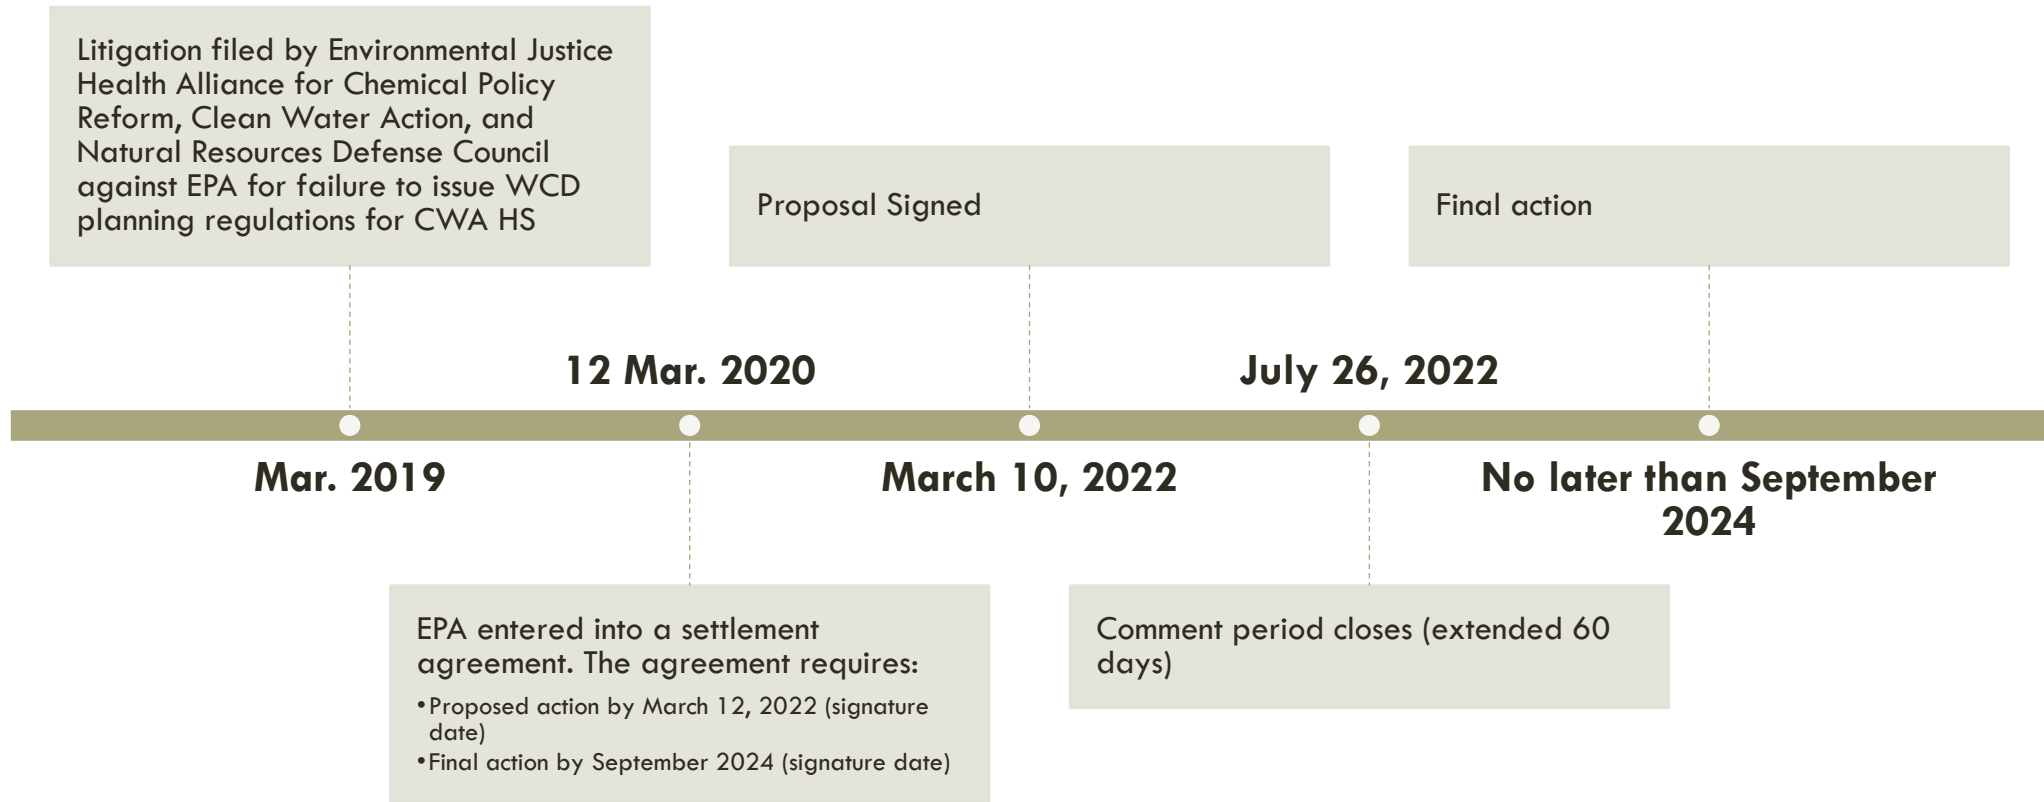 Litigation filed by Environmental Justice
Health Alliance for Chemical Policy
Reform, Clean Water Action, and
Natural Resources Defense Council
against EPA for failure to issue WCD
planning regulations for CWA HS
Mar. 2019
12 Mar. 2020
EPA entered into a settlement
agreement. The agreement requires:
•Proposed action by March 12, 2022 (signature
date)
•Final action by September 2024 (signature date)
Proposal Signed
March 10, 2022
July 26, 2022
Comment period closes (extended 60
days)
Final action
No later than September
2024